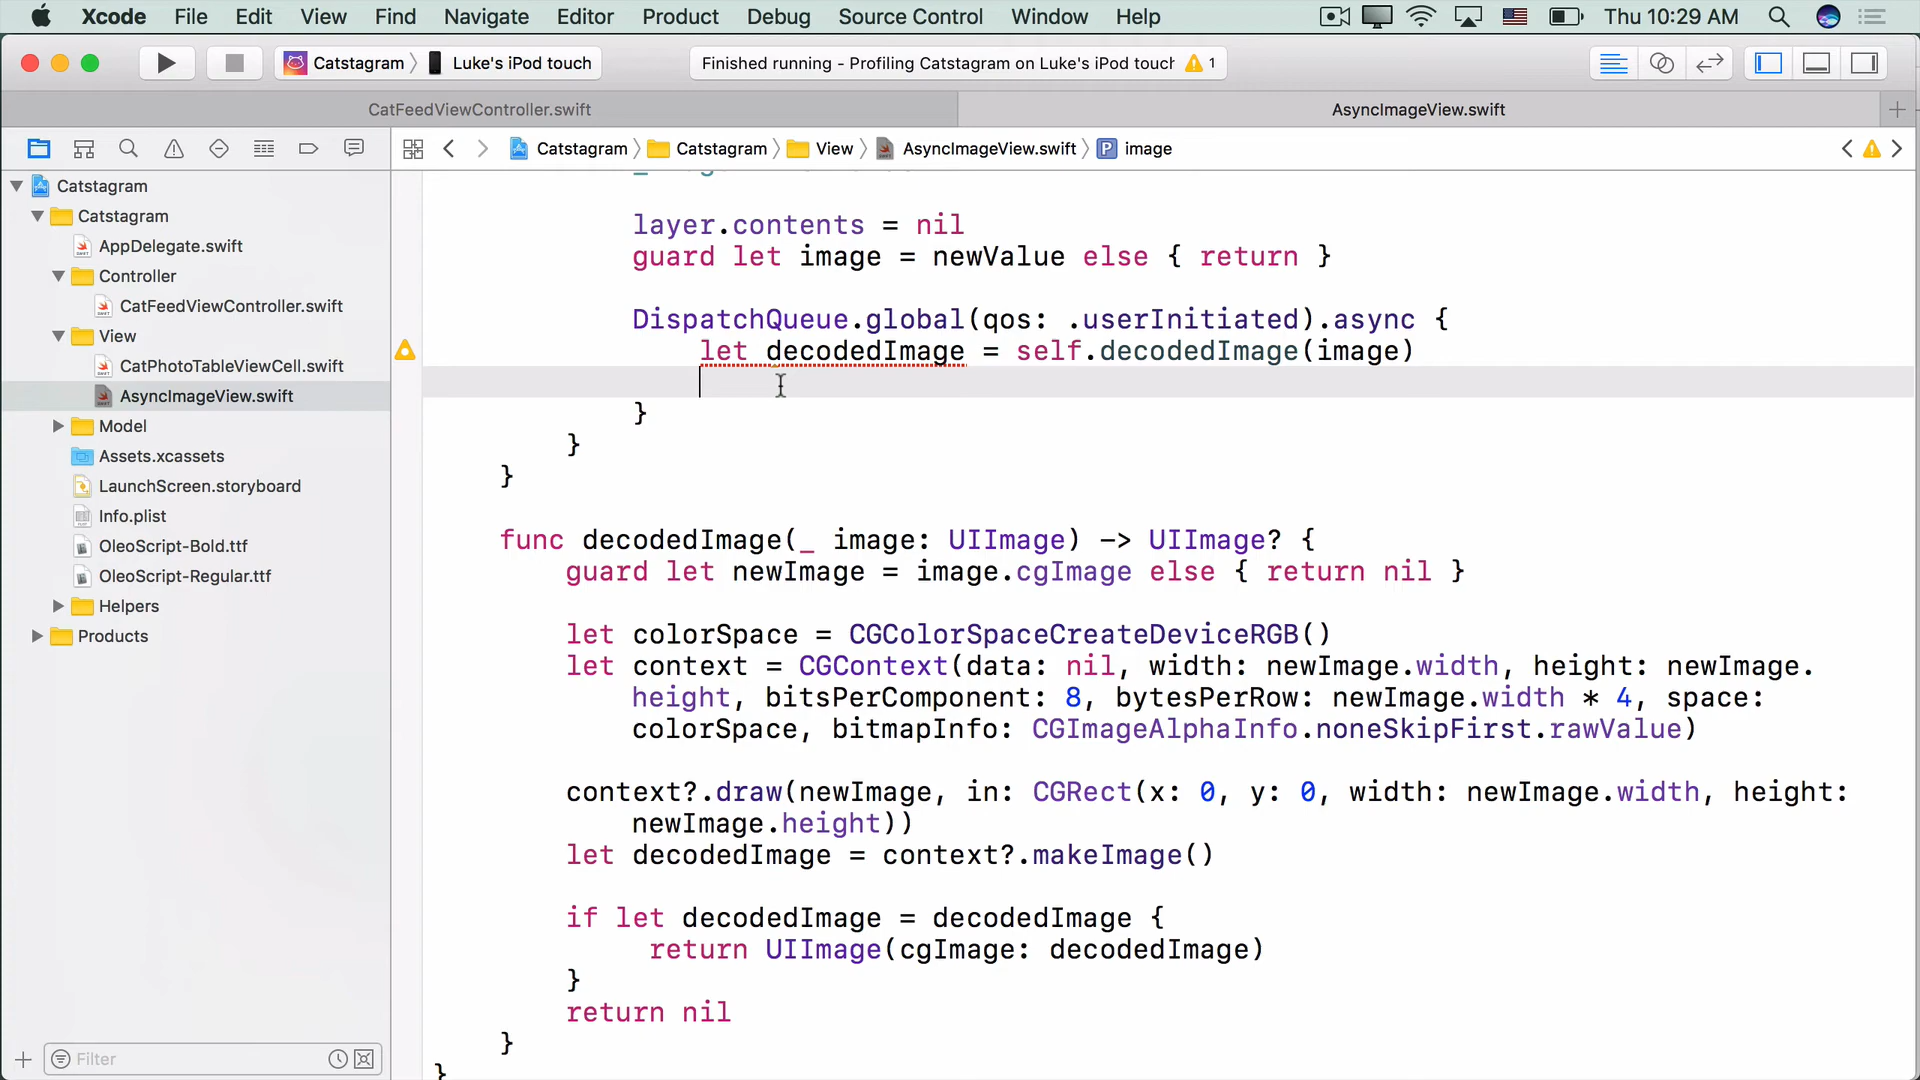 Xcode File Edit View Find Navigate Editor Product Debug Source Control Window Help Thu 10:29 AM
Catstagram Luke's iPod touch Finished running - Profiling Catstagram on Luke's iPod touch 1
CatFeedViewController.swift AsyncImageView.swift
Catstagram Catstagram View AsyncImageView.swift P image
Catstagram
Catstagram
AppDelegate.swift
Controller
CatFeedViewController.swift
View
CatPhotoTableViewCell.swift
AsyncImageView.swift
Model
Assets.xcassets
LaunchScreen.storyboard
Info.plist
OleoScript-Bold.ttf
OleoScript-Regular.ttf
Helpers
Products
Filter
layer.contents = nil
guard let image = newValue else { return }
DispatchQueue.global(qos: .userInitiated).async {
let decodedImage = self.decodedImage(image)
}
}
}
func decodedImage(_ image: UIImage) -> UIImage? {
guard let newImage = image.cgImage else { return nil }
let colorSpace = CGColorSpaceCreateDeviceRGB()
let context = CGContext(data: nil, width: newImage.width, height: newImage.
height, bitsPerComponent: 8, bytesPerRow: newImage.width * 4, space:
colorSpace, bitmapInfo: CGImageAlphaInfo.noneSkipFirst.rawValue)
context?.draw(newImage, in: CGRect(x: 0, y: 0, width: newImage.width, height:
newImage.height))
let decodedImage = context?.makeImage()
if let decodedImage = decodedImage {
return UIImage(cgImage: decodedImage)
}
return nil
}
}